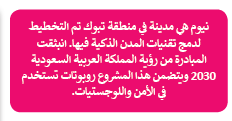 نيوم هي مدينة في منطقة تبوك تم التخطيط
لدمج تقنيات المدن الذكية فيها. انبثقت
المبادرة من رؤية المملكة العربية السعودية
2030 ويتضمن هذا المشروع روبوتات تستخدم
في الأمن واللوجستيات.